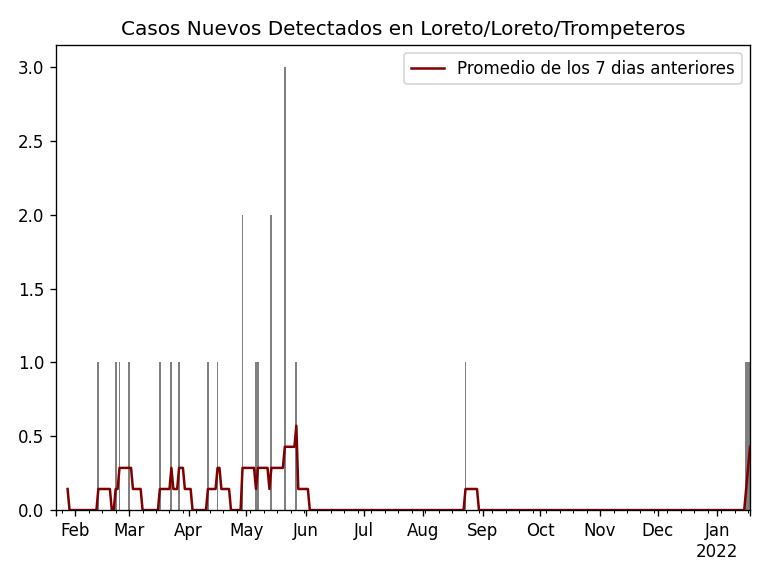 Casos Nuevos Detectados en Loreto/Loreto/Trompeteros
Promedio de los 7 dias anteriores
3.0
2.5
2.0
1.5
1.0
0.5
0.0
Feb Mar Apr May Jun Jul Aug Sep Oct Nov Dec Jan
2022